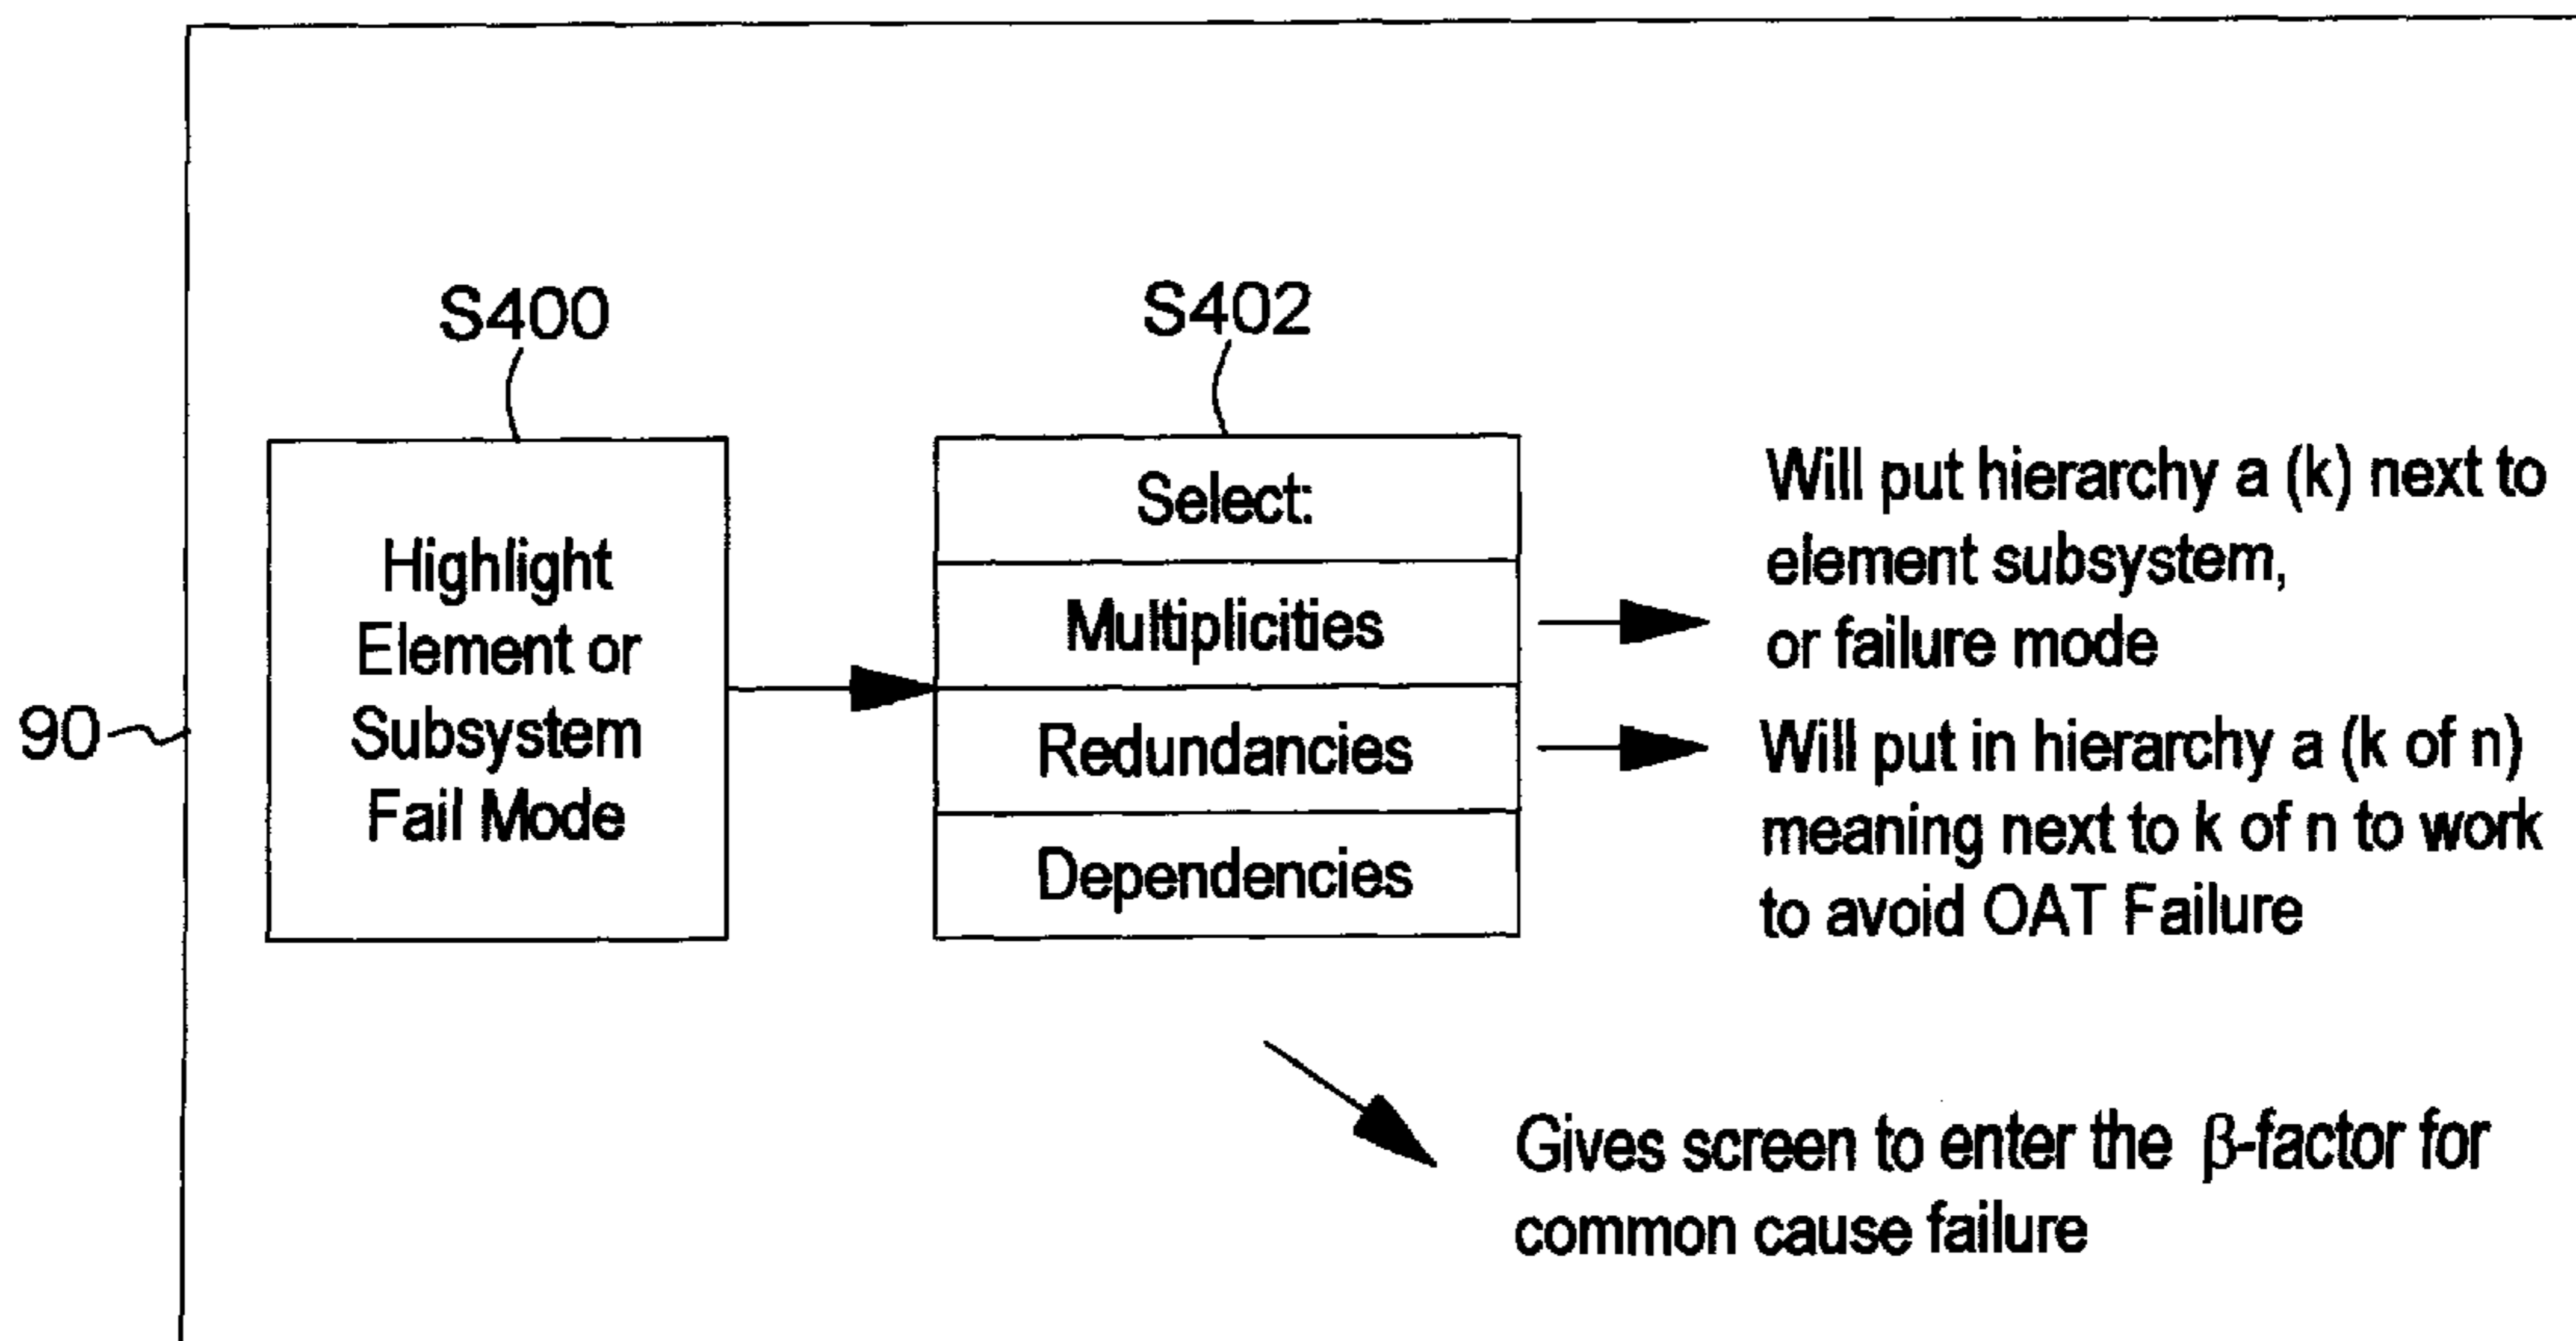 S400
S402
Highlight
Element or
Subsystem
Fail Mode
Select:
Multiplicities
Redundancies
Dependencies
Will put hierarchy a (k) next to
element subsystem,
or failure mode
Will put in hierarchy a (k of n)
meaning next to k of n to work
to avoid OAT Failure
90
Gives screen to enter the β-factor for
common cause failure